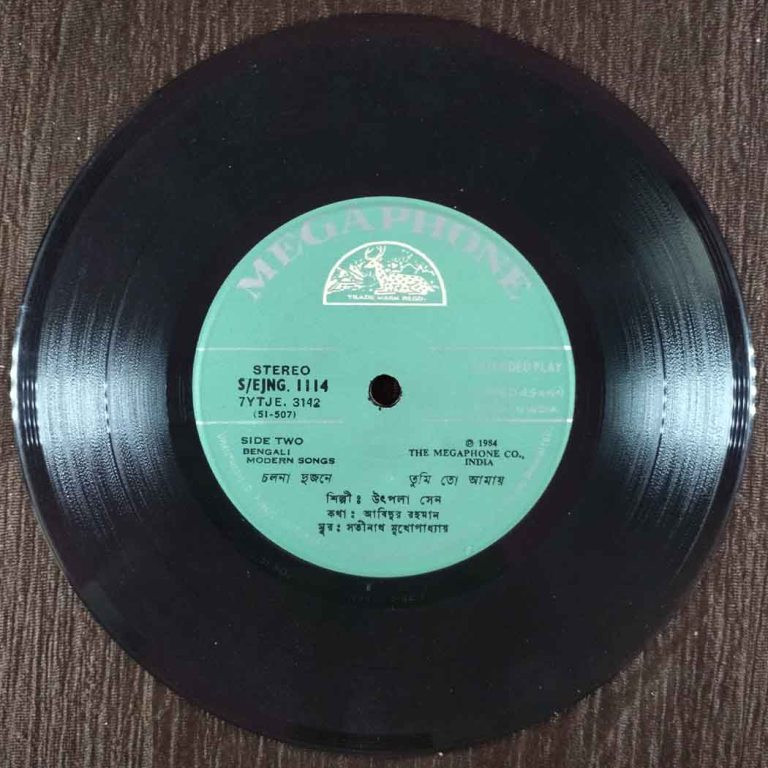 MEGAPHONE
TRADE MARK REGD.
STEREO
S/EJNG. 1114
7YTJE. 3142
(51-507)
EXTENDED PLAY
SIDE TWO
BENGALI
MODERN SONGS
℗ 1984
THE MEGAPHONE CO.,
INDIA
চলনা দুজনে তুমি তো আমায়
শিল্পী : উৎপলা সেন
কথা : আবিদুর রহমান
সুর : সতীনাথ মুখোপাধ্যায়